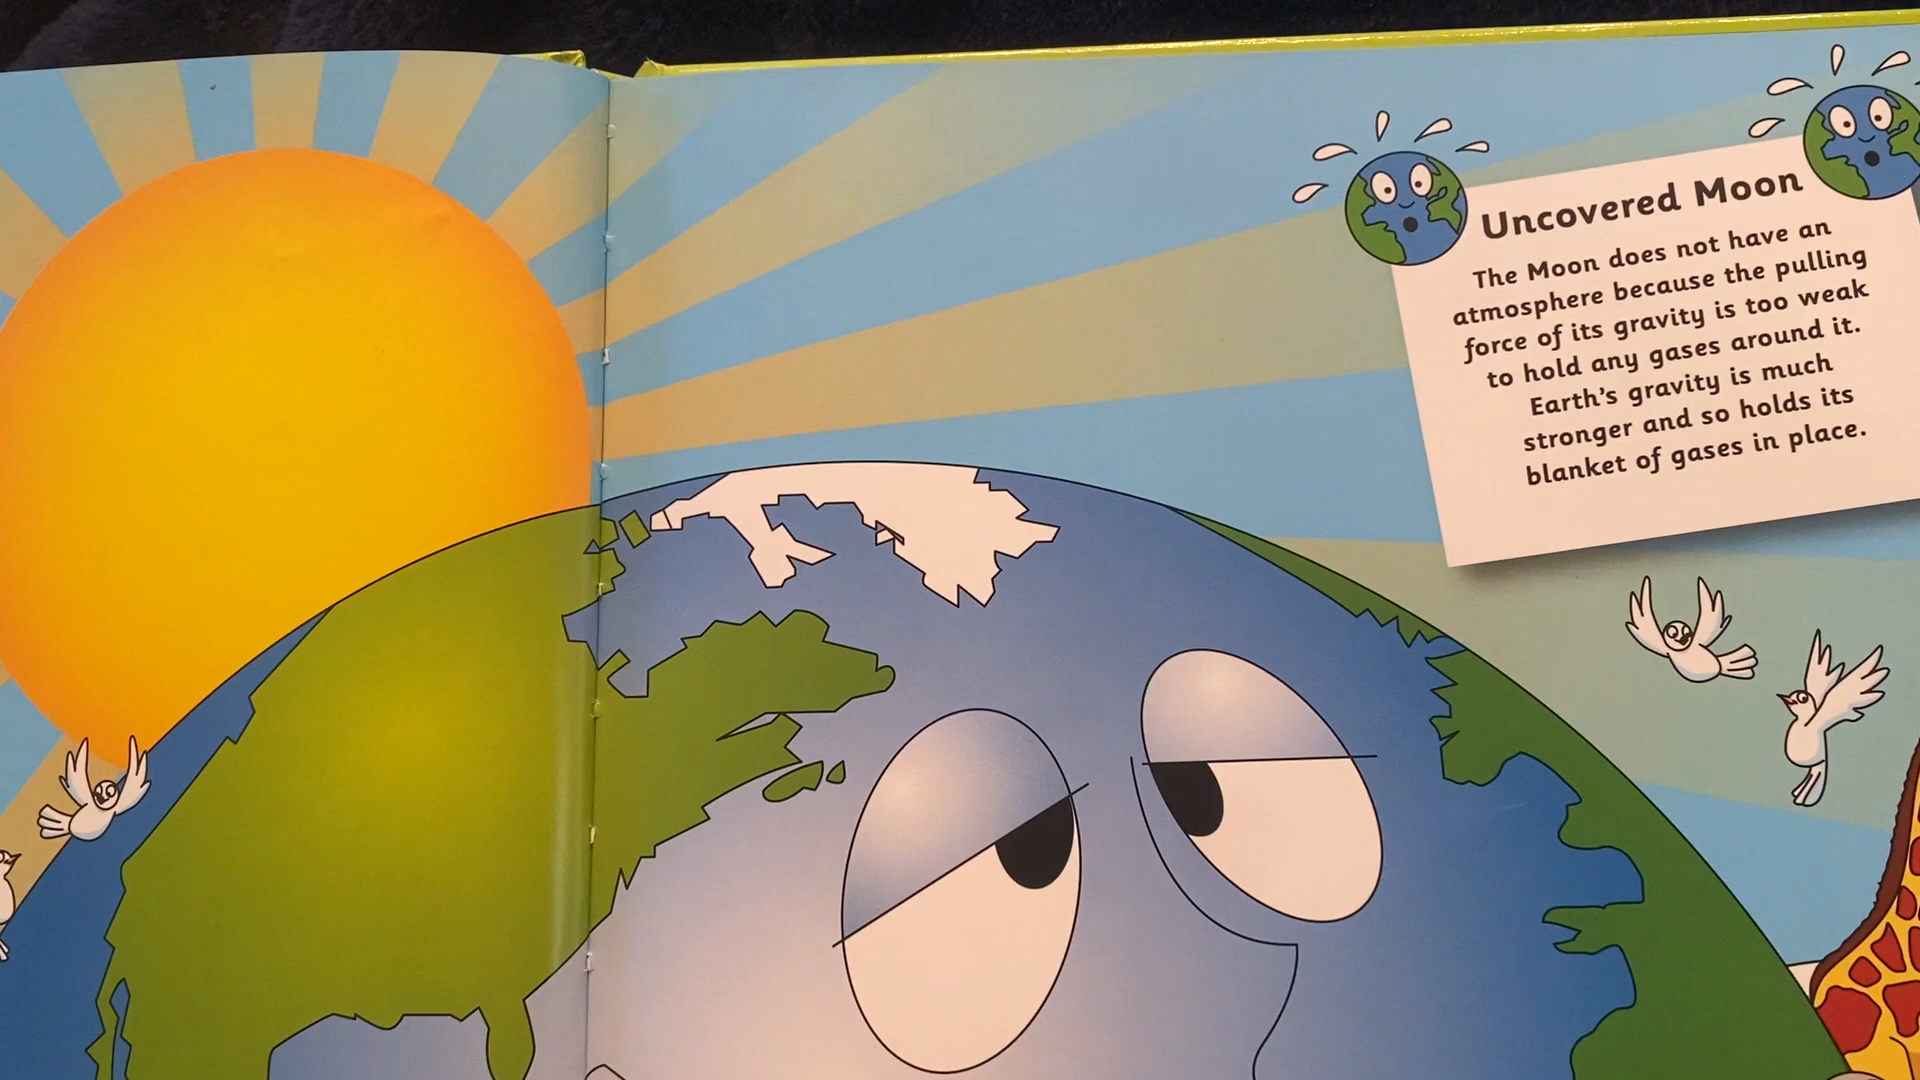 Uncovered Moon
The Moon does not have an
atmosphere because the pulling
force of its gravity is too weak
to hold any gases around it.
Earth's gravity is much
stronger and so holds its
blanket of gases in place.